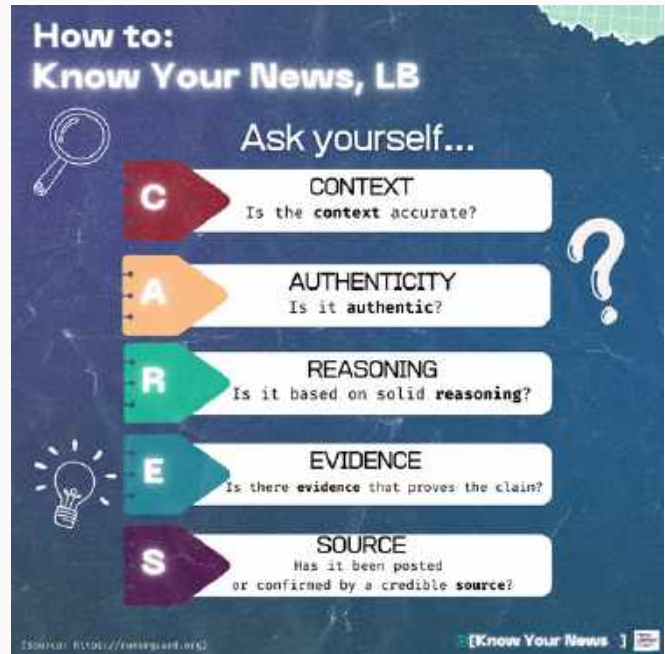 How to:
Know Your News, LB
Ask yourself...
C
CONTEXT
Is the context accurate?
A
AUTHENTICITY
Is it authentic?
R
REASONING
Is it based on solid reasoning?
E
EVIDENCE
Is there evidence that proves the claim?
S
SOURCE
Has it been posted
or confirmed by a credible source?
[Know Your News ]